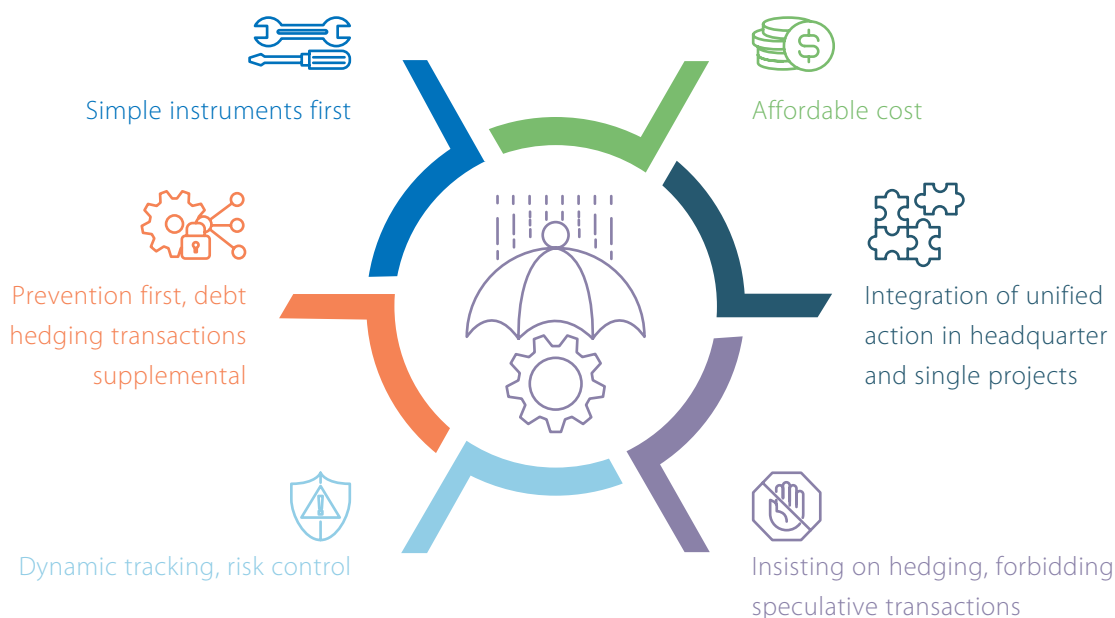 Simple instruments first
Affordable cost
Prevention first, debt
hedging transactions
supplemental
Integration of unified
action in headquarter
and single projects
Dynamic tracking, risk control
Insisting on hedging, forbidding
speculative transactions